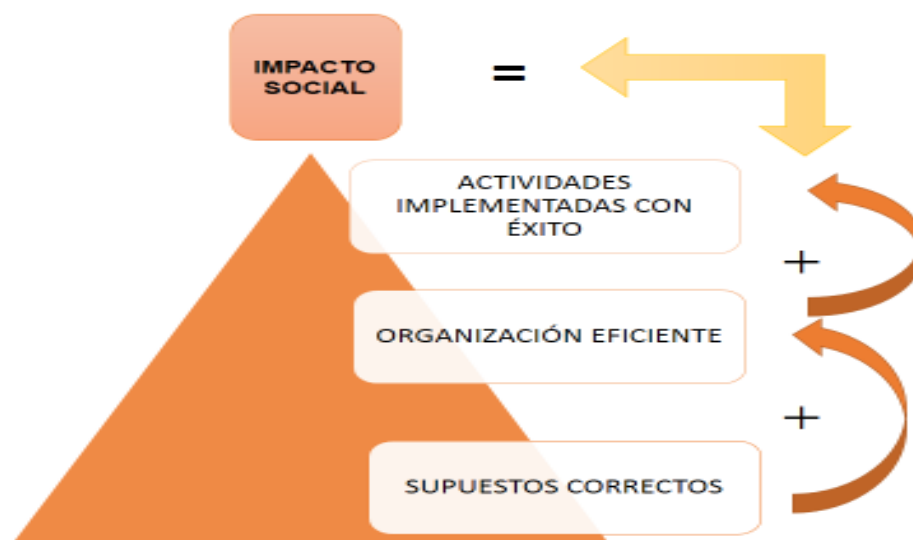 IMPACTO
SOCIAL
=
ACTIVIDADES
IMPLEMENTADAS CON
ÉXITO
+
ORGANIZACIÓN EFICIENTE
+
SUPUESTOS CORRECTOS